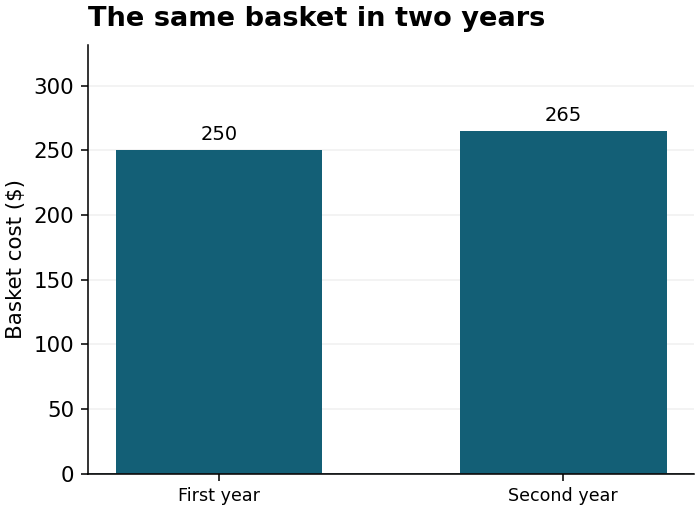 The same basket in two years
Basket cost ($)
300
250
200
150
100
50
0
250
265
First year
Second year